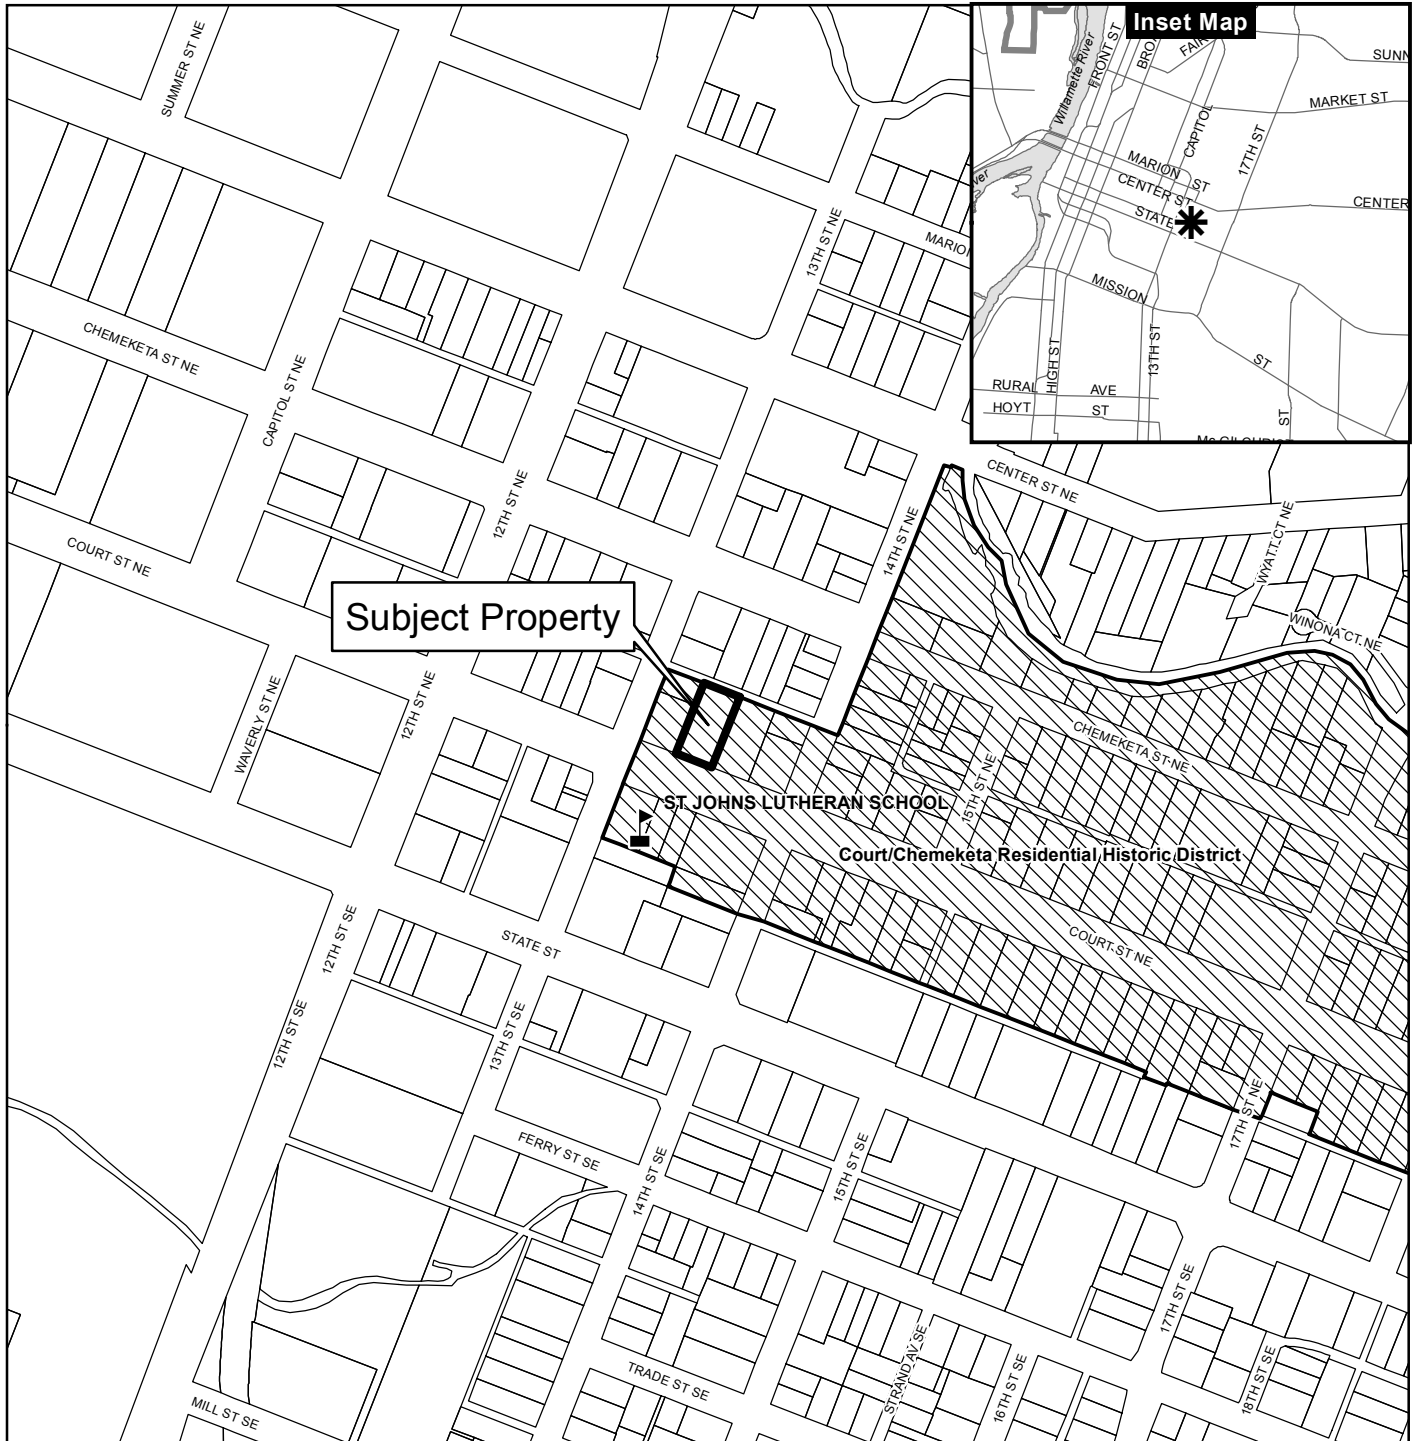 Inset Map
SUMMER ST NE
Willamette River
FRONT ST
BRO
FAIR
SUNN
MARKET ST
CAPITOL
17TH ST
MARION ST
CENTER ST
CENTER
STATE
ver
MISSION
ST
HIGH ST
13TH ST
RURAL AVE
HOYT ST
ST
13TH ST NE
MARIO
CHEMEKETA ST NE
CAPITOL ST NE
CENTER ST NE
12TH ST NE
14TH ST NE
WYATT CT NE
COURT ST NE
Subject Property
WINONA CT NE
WAVERLY ST NE
12TH ST NE
CHEMEKETA ST NE
15TH ST NE
ST JOHNS LUTHERAN SCHOOL
Court/Chemeketa Residential Historic District
COURT ST NE
STATE ST
12TH ST SE
12TH ST SE
13TH ST SE
17TH ST NE
FERRY ST SE
14TH ST SE
15TH ST SE
17TH ST SE
TRADE ST SE
STRAND AV SE
16TH ST SE
18TH ST SE
MILL ST SE